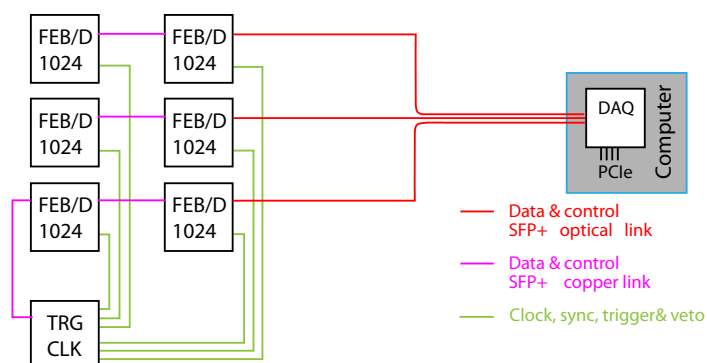 FEB/D
1024
FEB/D
1024
FEB/D
1024
FEB/D
1024
FEB/D
1024
FEB/D
1024
TRG
CLK
DAQ
PCIe
Computer
Data & control
SFP+ optical link
Data & control
SFP+ copper link
Clock, sync, trigger& veto